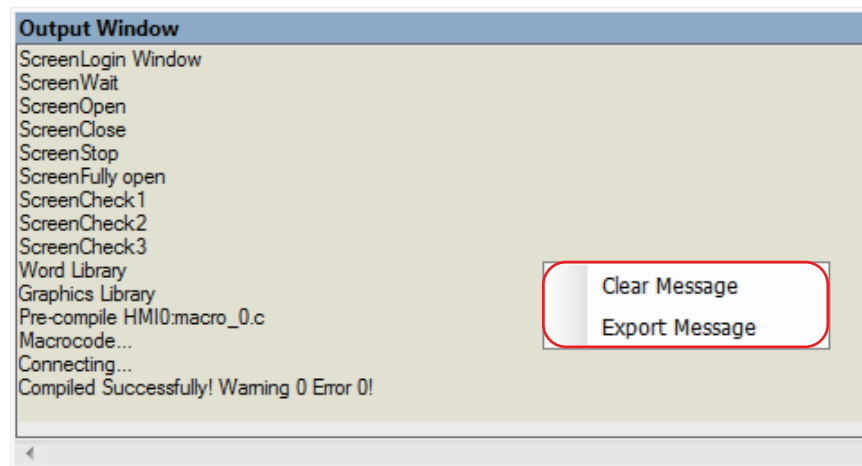 Output Window
ScreenLogin Window
ScreenWait
ScreenOpen
ScreenClose
ScreenStop
ScreenFully open
ScreenCheck1
ScreenCheck2
ScreenCheck3
Word Library
Graphics Library
Pre-compile HMI0:macro_0.c
Macrocode...
Connecting...
Compiled Successfully! Warning 0 Error 0!
Clear Message
Export Message